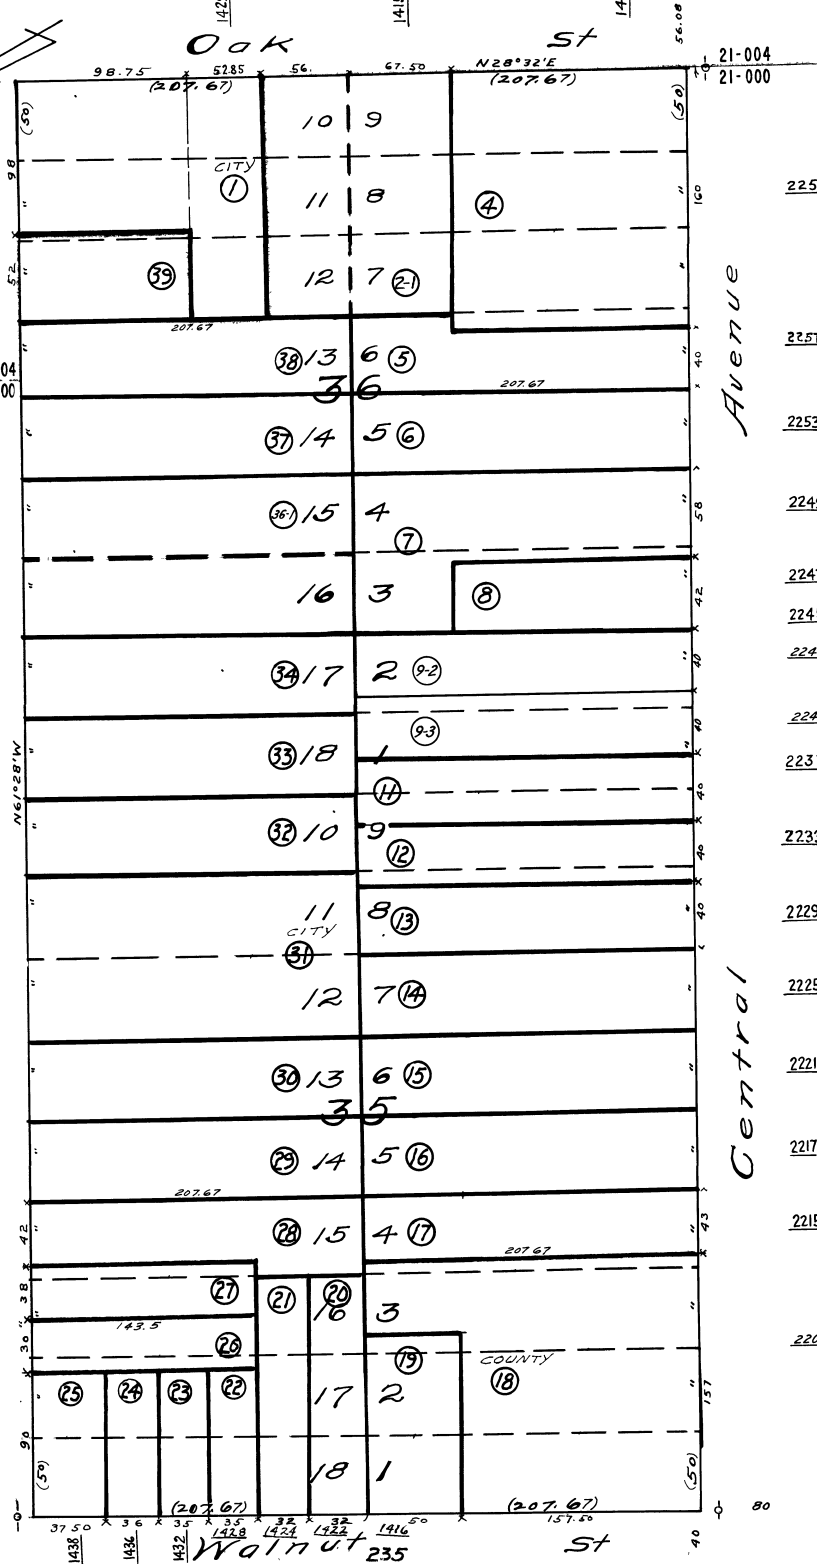 Oak St
56.08
21-004
21-000
98.75 52.85 56. 67.50 N28°32'E
(207.67) (207.67)
(50) (50)
10 9
98 CITY
1 11 8 4 160
39 12 7 2-1
52
207.67
38 13 6 5 40
36 207.67
37 14 5 6
36-1 15 4 58
7
16 3 8 42
34 17 2 9-2 40
9-3 40
33 18 1
N61°28'W
11 40
32 10 9
12 40
11 8 13 40
CITY
31
12 7 14
30 13 6 15
35
29 14 5 16
207.67
42 28 15 4 17 43
207.67
38 27 21 20
16 3
143.5
30 26 19 COUNTY
18
25 24 23 22 17 2 157
90
(50) 18 1 (50)
(207.67) (207.67)
37 50 36 35 35 32 32 50 157.50
1438 1436 1432 1428 1424 1422 1416 40
Walnut St
235
80
Central Avenue
2253
2233
2229
2225
2221
2217
2215